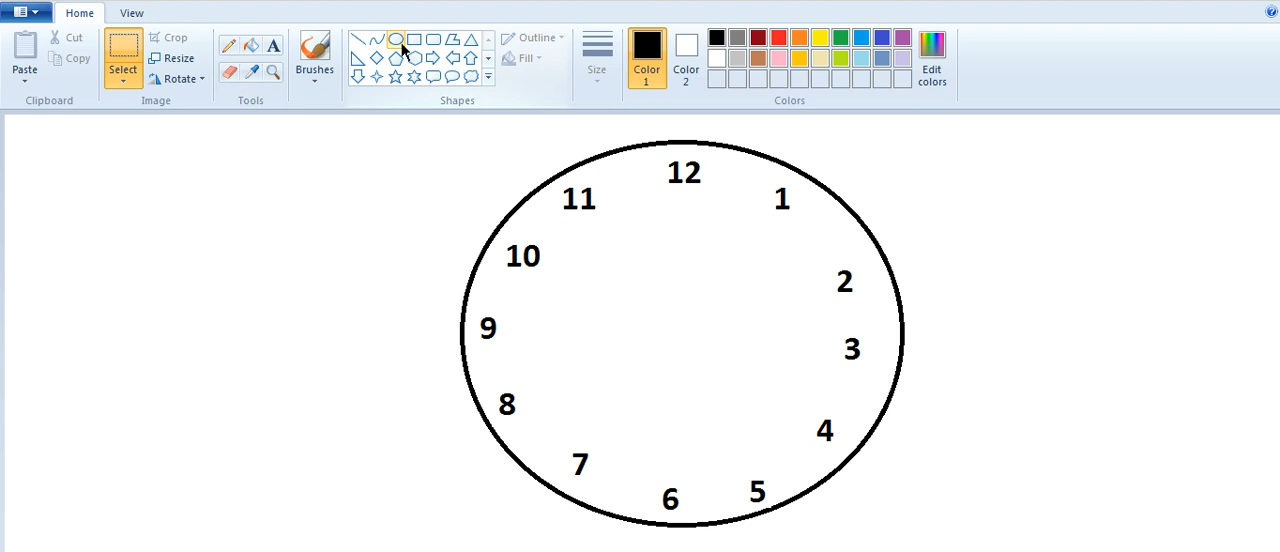 Home View
Cut
Copy
Paste
Clipboard
Select
Crop
Resize
Rotate
Image
A
Tools
Brushes
Shapes
Outline
Fill
Size
Color
1
Color
2
Edit
colors
Colors
?
12
11 1
10
2
9
3
8
4
7
5
6